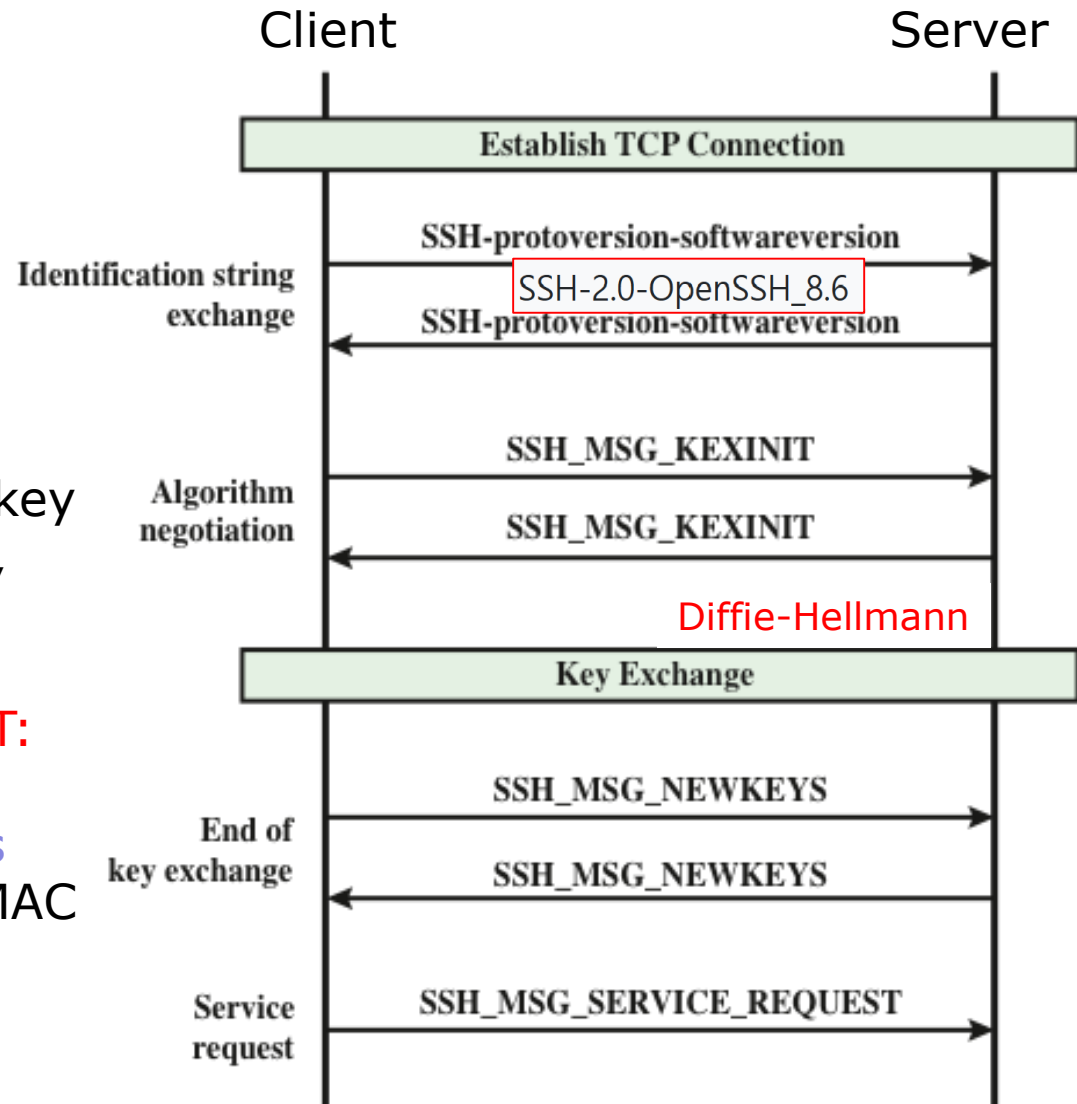 Client
Server
Establish TCP Connection
SSH-protoversion-softwareversion
Identification string
exchange
SSH-2.0-OpenSSH_8.6
SSH-protoversion-softwareversion
SSH_MSG_KEXINIT
key
Algorithm
negotiation
SSH_MSG_KEXINIT
Diffie-Hellmann
Key Exchange
T:
SSH_MSG_NEWKEYS
End of
key exchange
s
SSH_MSG_NEWKEYS
MAC
SSH_MSG_SERVICE_REQUEST
Service
request